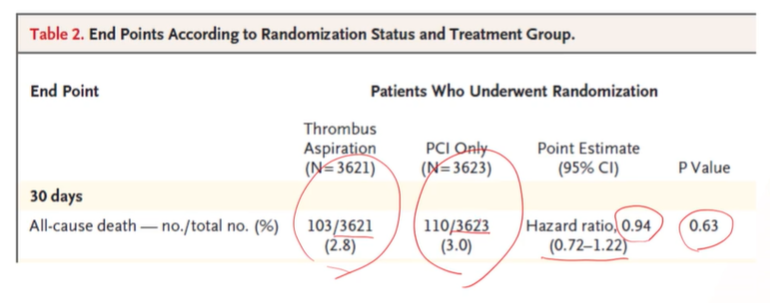 Table 2. End Points According to Randomization Status and Treatment Group.
End Point Patients Who Underwent Randomization
Thrombus
Aspiration PCI Only Point Estimate
(N=3621) (N=3623) (95% CI) P Value
30 days
All-cause death — no./total no. (%) 103/3621 110/3623 Hazard ratio, 0.94 0.63
(2.8) (3.0) (0.72–1.22)